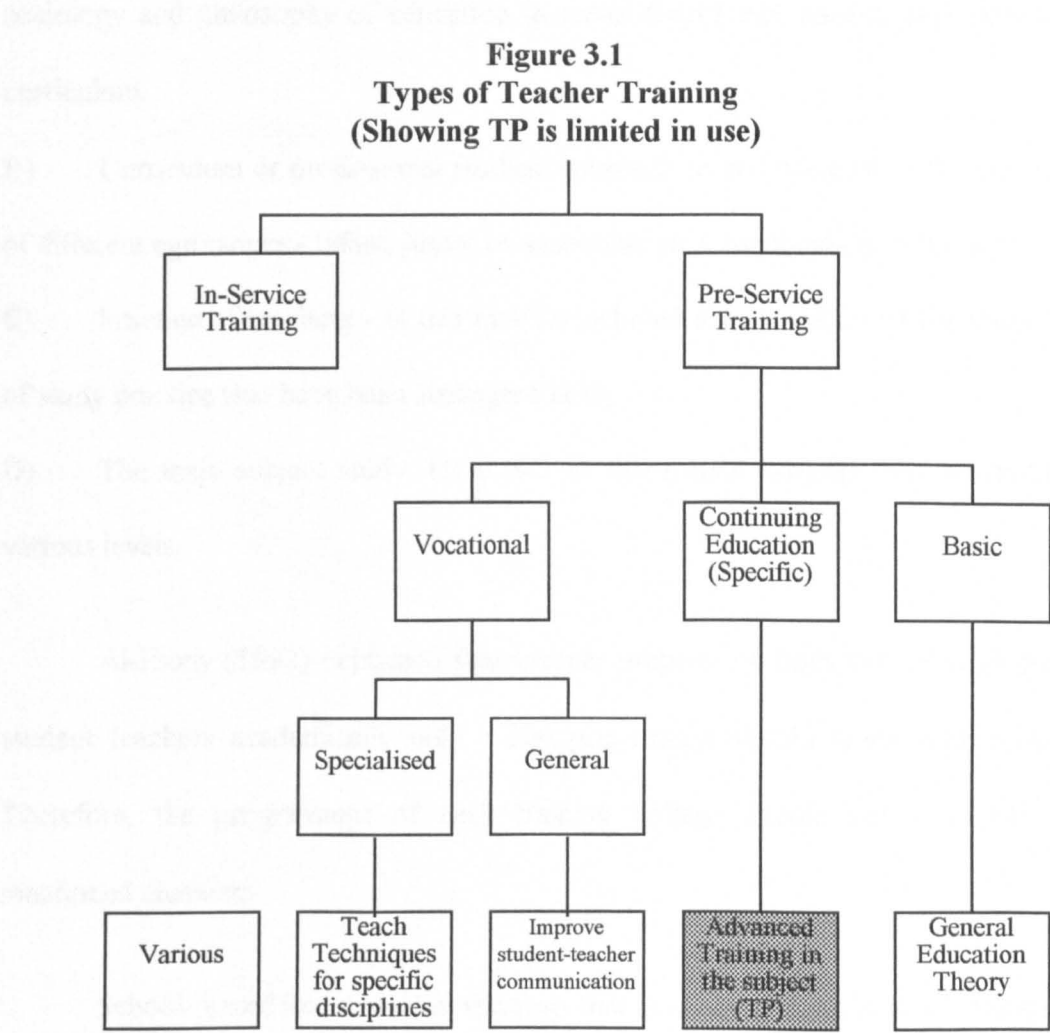 Figure 3.1
Types of Teacher Training
(Showing TP is limited in use)
In-Service
Training
Pre-Service
Training
Vocational
Continuing
Education
(Specific)
Basic
Specialised
General
Various
Teach
Techniques
for specific
disciplines
Improve
student-teacher
communication
Advanced
Training in
the subject
(TP)
General
Education
Theory